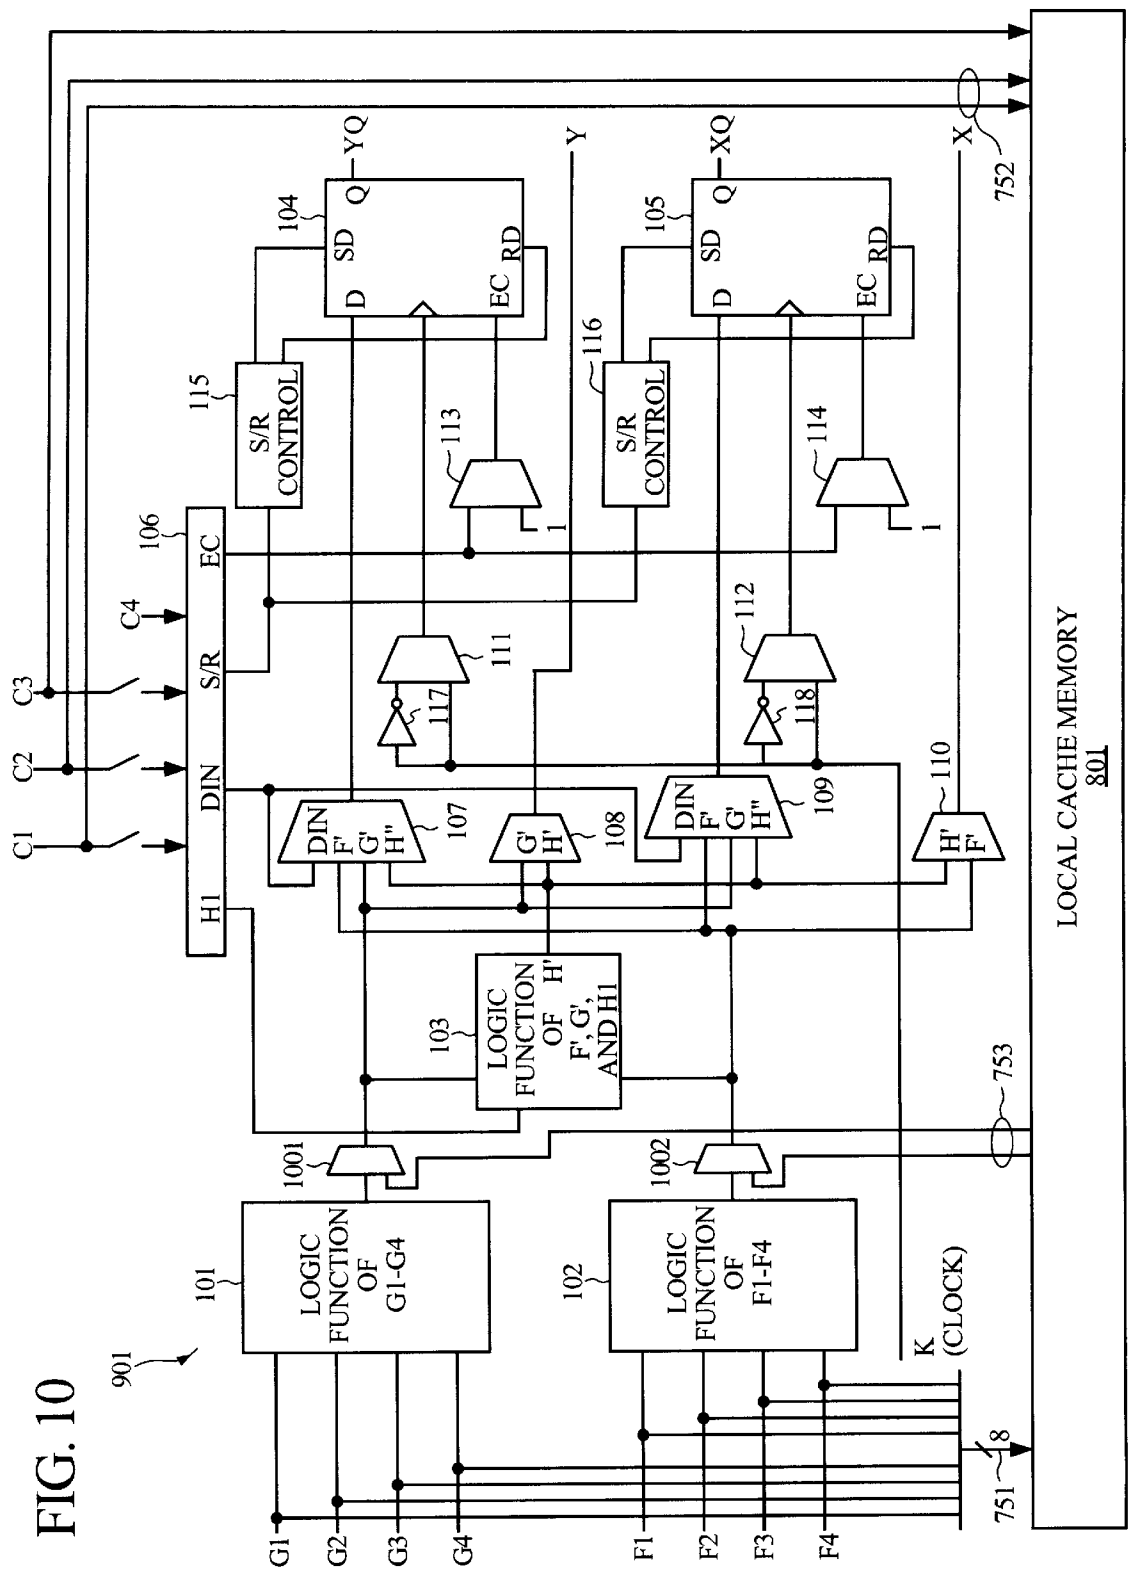 FIG. 10
901
C1
C2
C3
C4
106
H1
DIN
S/R
EC
G1
G2
G3
G4
101
LOGIC
FUNCTION
OF
G1-G4
1001
103
LOGIC
FUNCTION
OF H'
F', G',
AND H1
F1
F2
F3
F4
102
LOGIC
FUNCTION
OF
F1-F4
1002
DIN
F'
G'
H"
107
G'
H'
108
DIN
F'
G'
H"
109
H'
F'
110
117
111
118
112
115
S/R
CONTROL
113
1
116
S/R
CONTROL
114
1
104
D
SD
Q
EC
RD
YQ
Y
105
D
SD
Q
EC
RD
XQ
X
K
(CLOCK)
751
8
753
752
LOCAL CACHE MEMORY
801